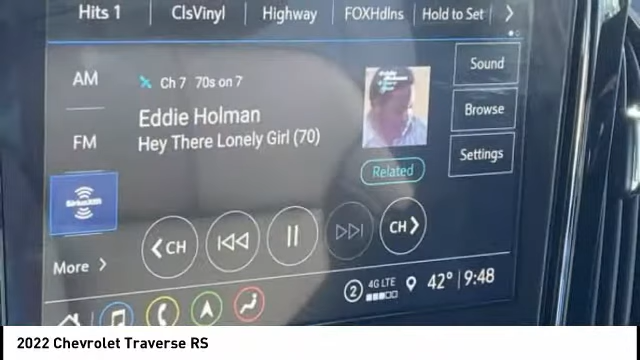 Hits 1 ClsVinyl Highway FOXHdlns Hold to Set
AM
Ch 7 70s on 7
Sound
Eddie Holman
Browse
FM
Hey There Lonely Girl (70)
Settings
Related
SiriusXM
CH CH
More
2 4G LTE 42° 9:48
2022 Chevrolet Traverse RS